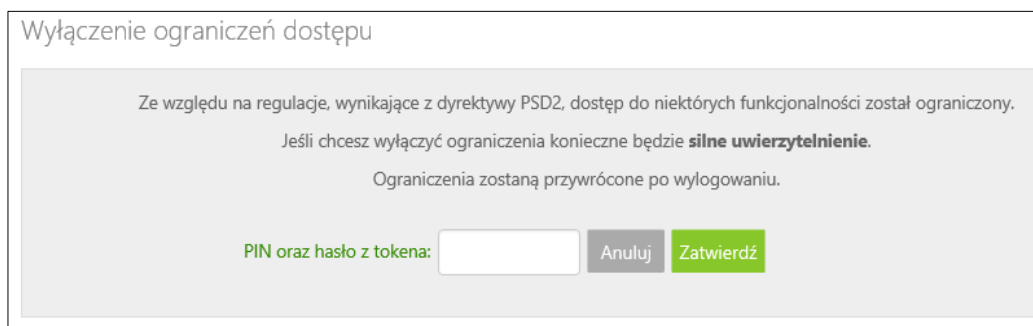 Wyłączenie ograniczeń dostępu
Ze względu na regulacje, wynikające z dyrektywy PSD2, dostęp do niektórych funkcjonalności został ograniczony.
Jeśli chcesz wyłączyć ograniczenia konieczne będzie silne uwierzytelnienie.
Ograniczenia zostaną przywrócone po wylogowaniu.
PIN oraz hasło z tokena: Anuluj Zatwierdź